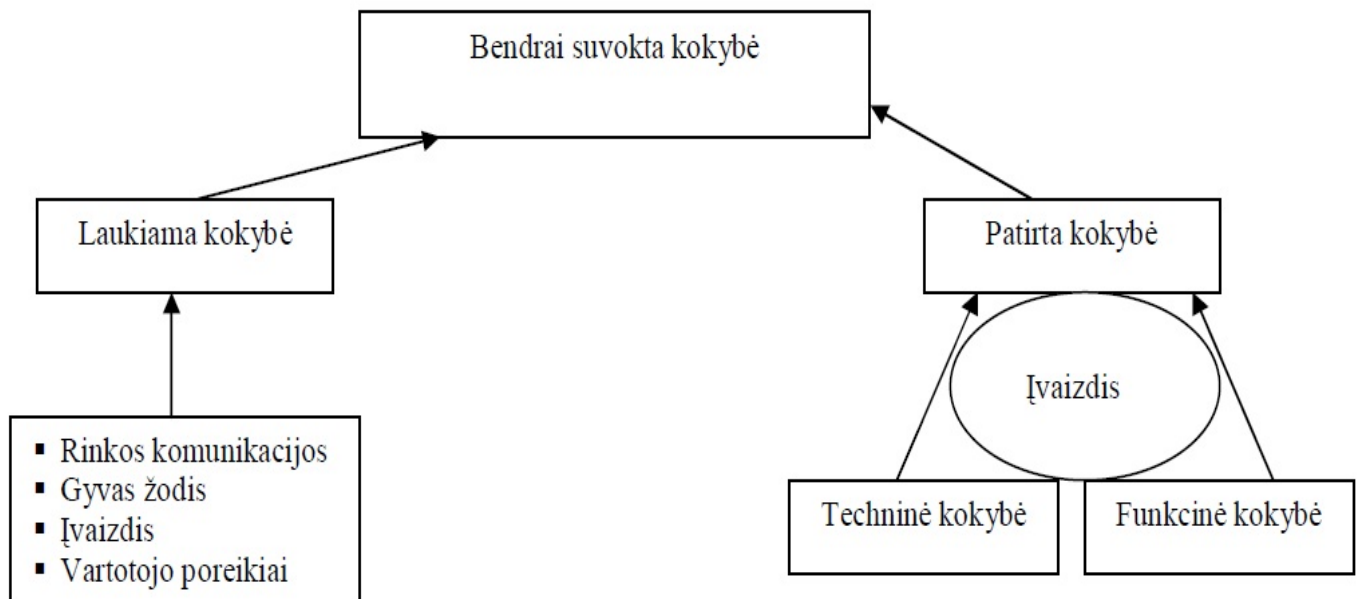 Bendrai suvokta kokybė
Laukiama kokybė
Patirta kokybė
Įvaizdis
▪ Rinkos komunikacijos
▪ Gyvas žodis
▪ Įvaizdis
▪ Vartotojo poreikiai
Techninė kokybė
Funkcinė kokybė